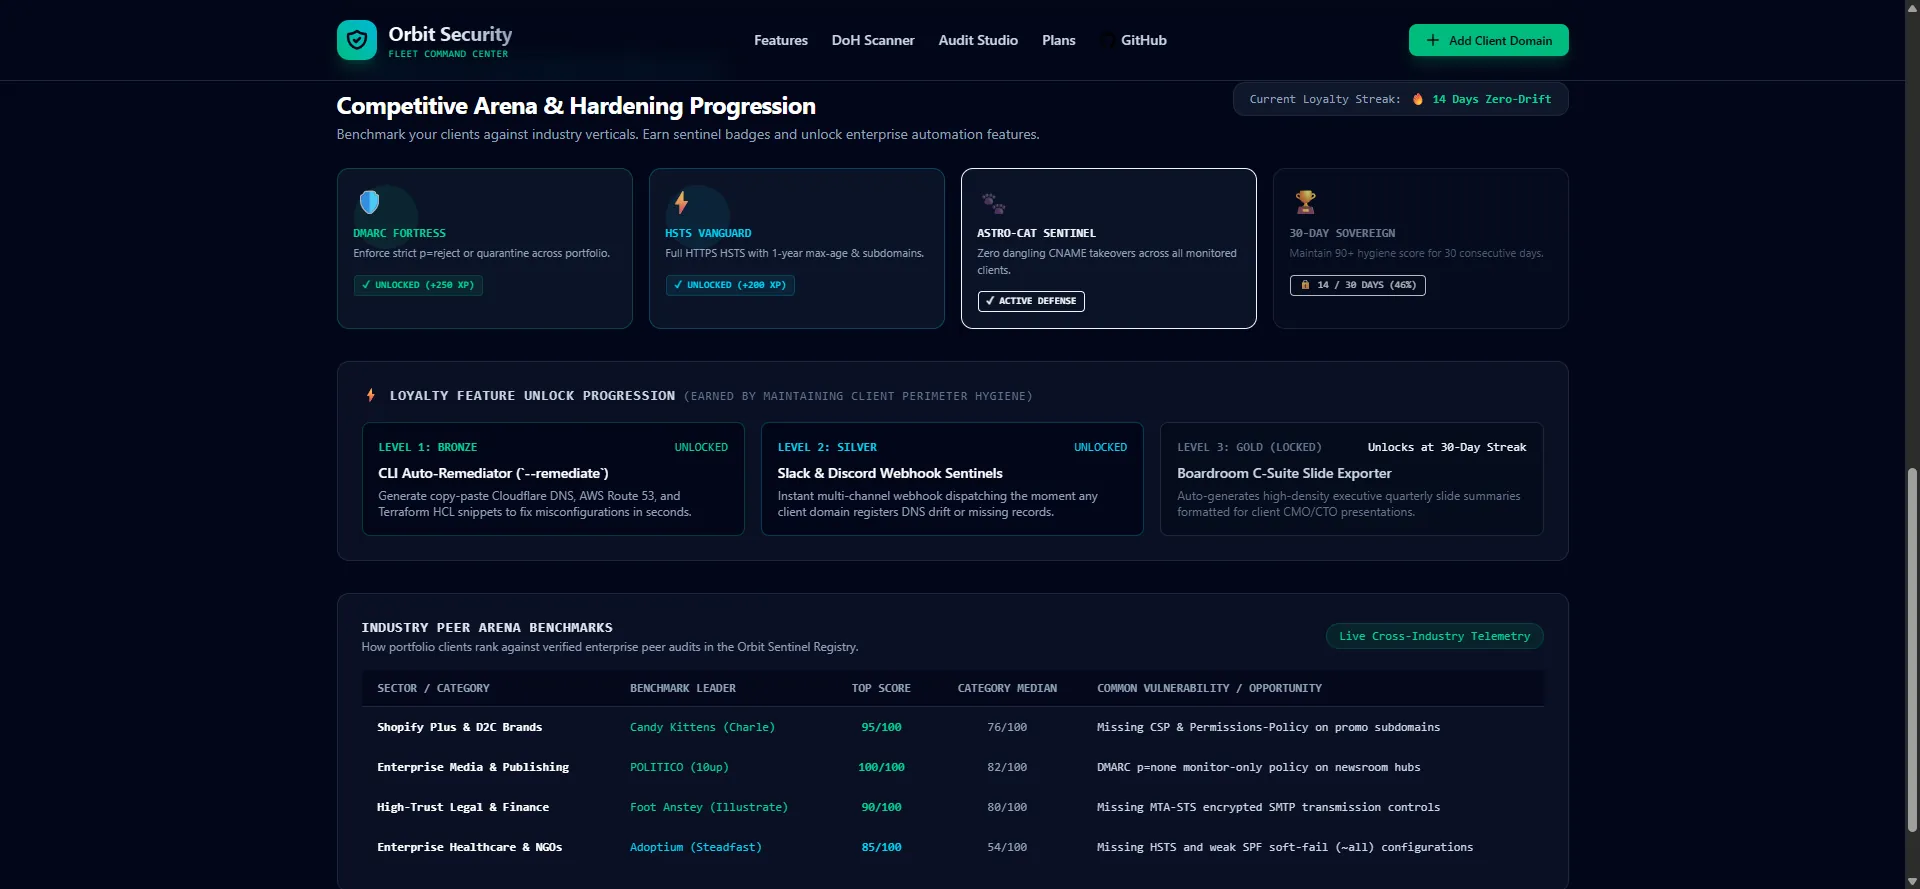 Orbit Security
FLEET COMMAND CENTER
Features
DoH Scanner
Audit Studio
Plans
GitHub
+ Add Client Domain
Competitive Arena & Hardening Progression
Benchmark your clients against industry verticals. Earn sentinel badges and unlock enterprise automation features.
Current Loyalty Streak: 🔥 14 Days Zero-Drift
DMARC FORTRESS
Enforce strict p=reject or quarantine across portfolio.
✓ UNLOCKED (+250 XP)
HSTS VANGUARD
Full HTTPS HSTS with 1-year max-age & subdomains.
✓ UNLOCKED (+200 XP)
ASTRO-CAT SENTINEL
Zero dangling CNAME takeovers across all monitored
clients.
✓ ACTIVE DEFENSE
30-DAY SOVEREIGN
Maintain 90+ hygiene score for 30 consecutive days.
🔒 14 / 30 DAYS (46%)
⚡ LOYALTY FEATURE UNLOCK PROGRESSION (EARNED BY MAINTAINING CLIENT PERIMETER HYGIENE)
LEVEL 1: BRONZE
UNLOCKED
CLI Auto-Remediator (`--remediate`)
Generate copy-paste Cloudflare DNS, AWS Route 53, and
Terraform HCL snippets to fix misconfigurations in seconds.
LEVEL 2: SILVER
UNLOCKED
Slack & Discord Webhook Sentinels
Instant multi-channel webhook dispatching the moment any
client domain registers DNS drift or missing records.
LEVEL 3: GOLD (LOCKED)
Unlocks at 30-Day Streak
Boardroom C-Suite Slide Exporter
Auto-generates high-density executive quarterly slide summaries
formatted for client CMO/CTO presentations.
INDUSTRY PEER ARENA BENCHMARKS
How portfolio clients rank against verified enterprise peer audits in the Orbit Sentinel Registry.
Live Cross-Industry Telemetry
SECTOR / CATEGORY BENCHMARK LEADER TOP SCORE CATEGORY MEDIAN COMMON VULNERABILITY / OPPORTUNITY
Shopify Plus & D2C Brands Candy Kittens (Charle) 95/100 76/100 Missing CSP & Permissions-Policy on promo subdomains
Enterprise Media & Publishing POLITICO (10up) 100/100 82/100 DMARC p=none monitor-only policy on newsroom hubs
High-Trust Legal & Finance Foot Anstey (Illustrate) 90/100 80/100 Missing MTA-STS encrypted SMTP transmission controls
Enterprise Healthcare & NGOs Adoptium (Steadfast) 85/100 54/100 Missing HSTS and weak SPF soft-fail (~all) configurations